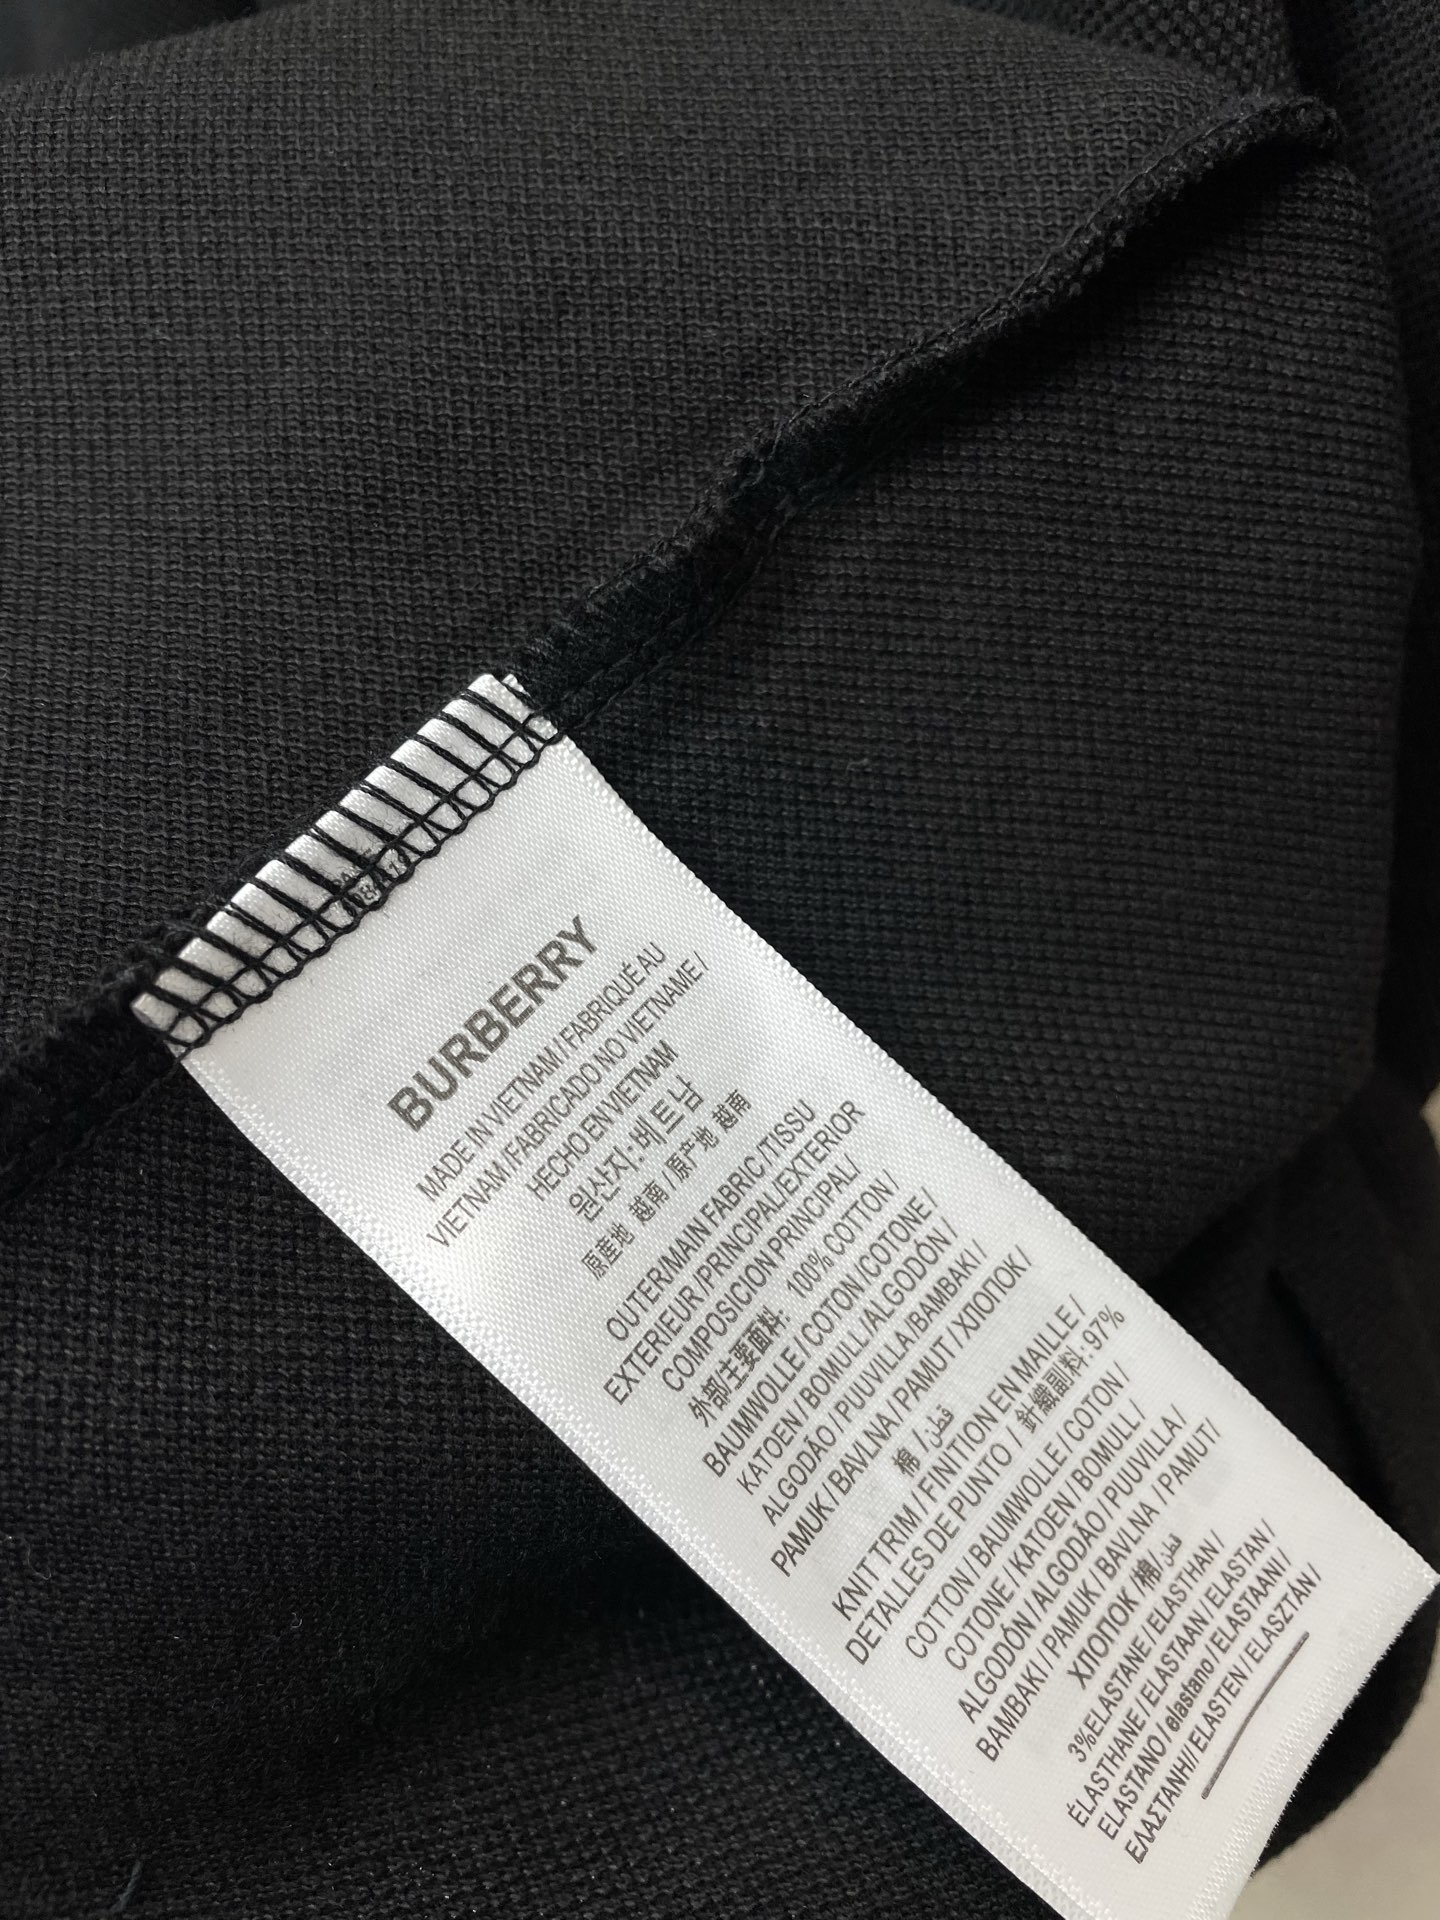 BURBERRY
MADE IN VIETNAM / FABRIQUÉ AU
VIETNAM / FABRICADO NO VIETNAME /
HECHO EN VIETNAM
원산지:베트남
原産地 越南 / 原产地 越南
OUTER/MAIN FABRIC / TISSU
EXTERIEUR / PRINCIPAL/EXTERIOR
COMPOSICION PRINCIPAL /
外部/主要面料: 100% COTTON /
BAUMWOLLE / COTON / COTONE /
KATOEN / BOMULL / ALGODÓN /
ALGODÃO / PUUVILLA / BAMBAKI /
PAMUK / BAVLNA / PAMUT / ХЛОПОК /
棉 / قطن
KNIT TRIM / FINITION EN MAILLE /
DETALLES DE PUNTO / 針織副料: 97%
COTTON / BAUMWOLLE / COTON /
COTONE / KATOEN / BOMULL /
ALGODÓN / ALGODÃO / PUUVILLA /
BAMBAKI / PAMUK / BAVLNA / PAMUT /
ХЛОПОК / 棉 / قطن
3% ELASTANE / ELASTHAN /
ÉLASTHANE / ELASTAAN / ELASTAN
ELASTANO / elastano / ELASTAANI /
ΕΛΑΣΤΑΝΗ / ELASTEN / ELASZTÁN /